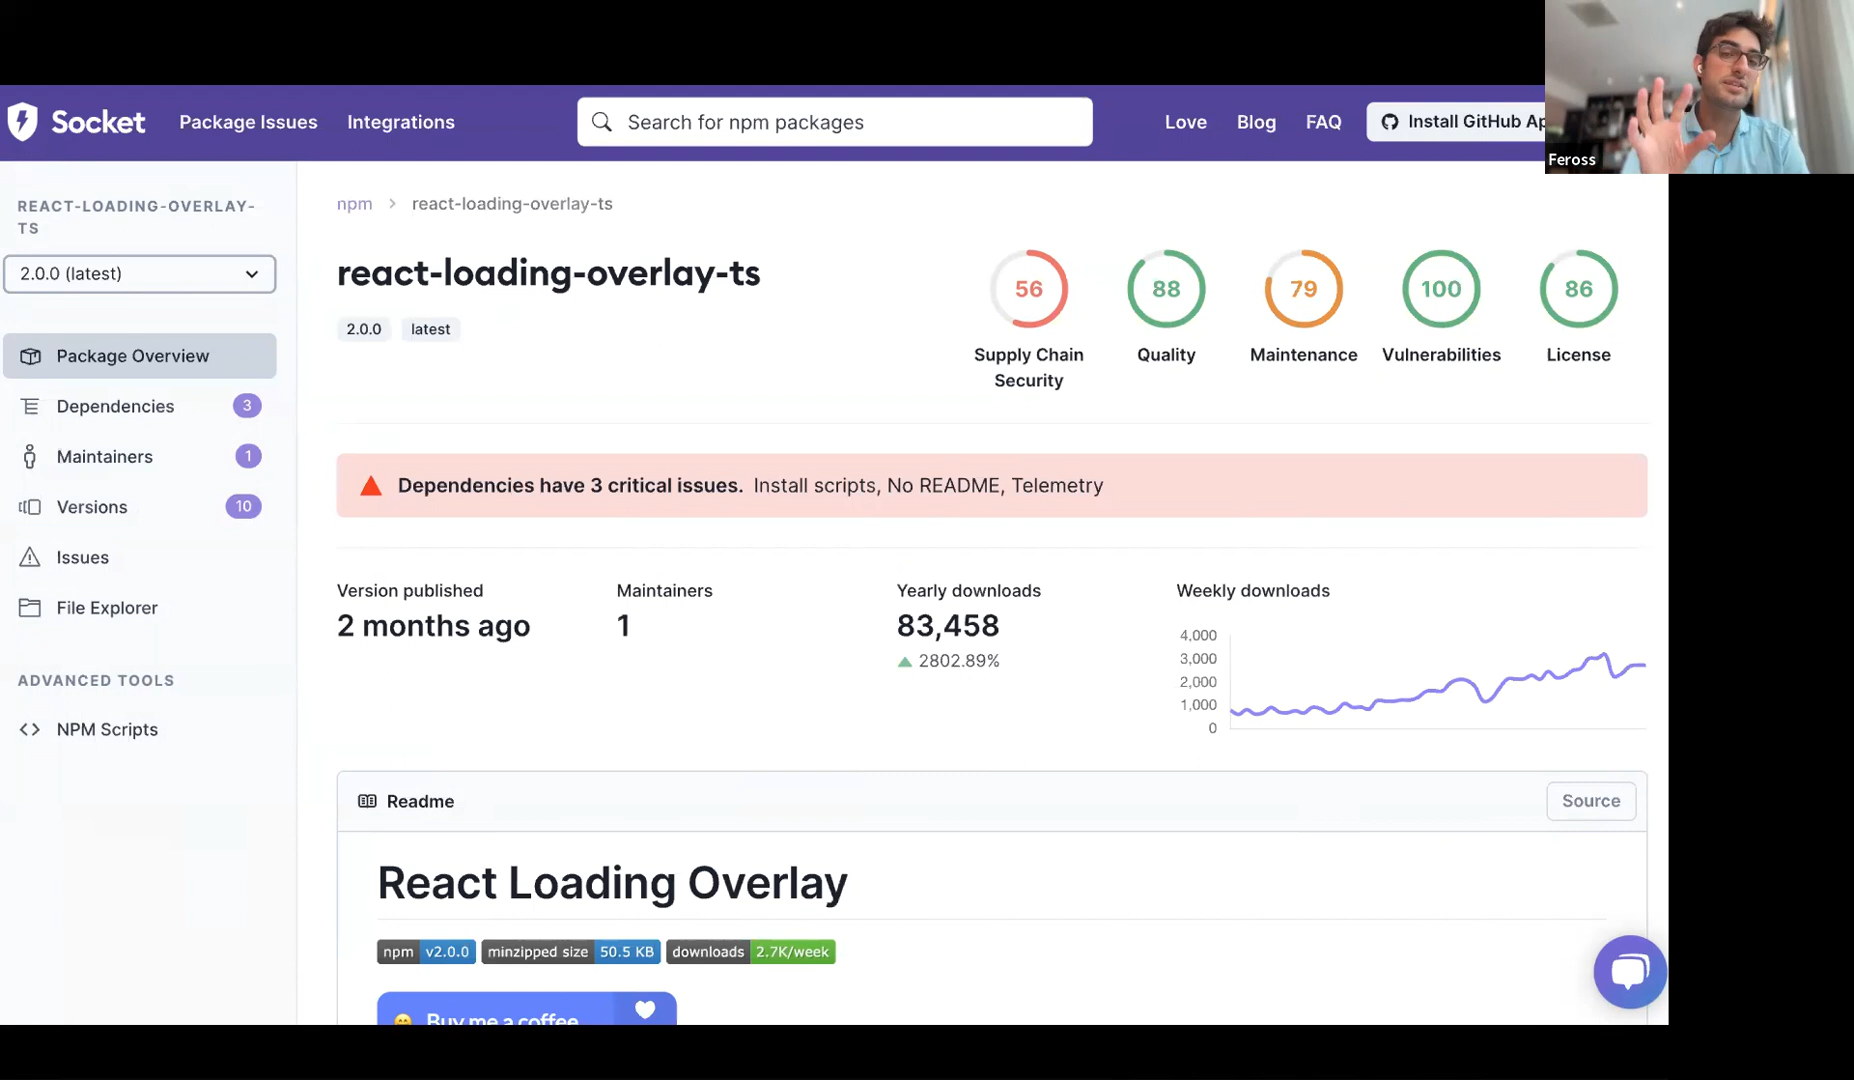 Socket
Package Issues
Integrations
Search for npm packages
Love
Blog
FAQ
Install GitHub Ap
Feross
REACT-LOADING-OVERLAY-
TS
2.0.0 (latest)
Package Overview
Dependencies 3
Maintainers 1
Versions 10
Issues
File Explorer
ADVANCED TOOLS
NPM Scripts
npm > react-loading-overlay-ts
react-loading-overlay-ts
2.0.0 latest
56 88 79 100 86
Supply Chain
Security
Quality
Maintenance
Vulnerabilities
License
Dependencies have 3 critical issues. Install scripts, No README, Telemetry
Version published
2 months ago
Maintainers
1
Yearly downloads
83,458
2802.89%
Weekly downloads
4,000
3,000
2,000
1,000
0
Readme
Source
React Loading Overlay
npm v2.0.0 minzipped size 50.5 KB downloads 2.7K/week
Buy me a coffee